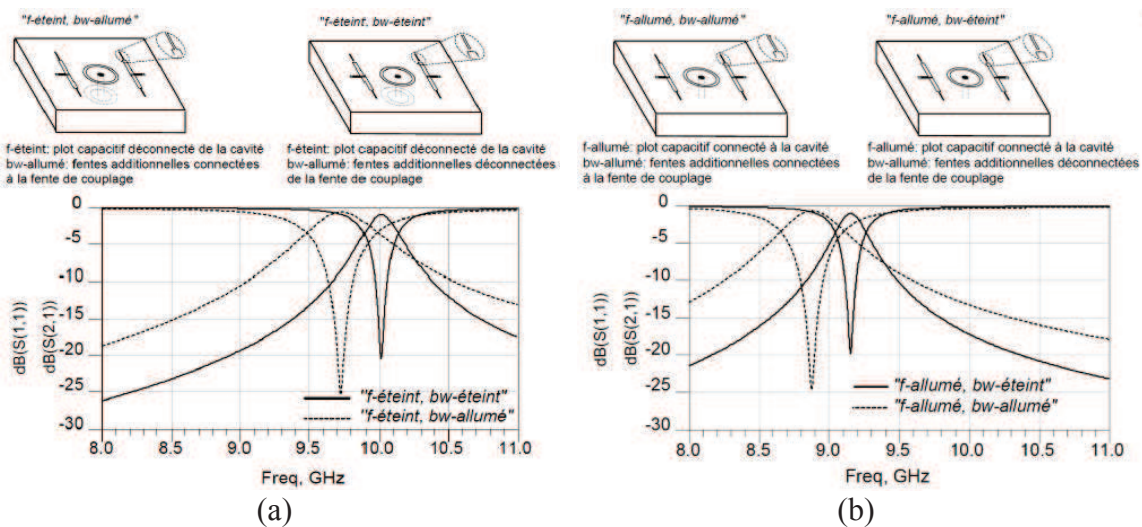 "f-éteint, bw-allumé"
"f-éteint, bw-éteint"
f-éteint: plot capacitif déconnecté de la cavité
bw-allumé: fentes additionnelles connectées
à la fente de couplage
f-éteint: plot capacitif déconnecté de la cavité
bw-éteint: fentes additionnelles déconnectées
de la fente de couplage
dB(S(1,1))
dB(S(2,1))
0
-5
-10
-15
-20
-25
-30
"f-éteint, bw-éteint"
"f-éteint, bw-allumé"
8.0 8.5 9.0 9.5 10.0 10.5 11.0
Freq, GHz
(a)
"f-allumé, bw-allumé"
"f-allumé, bw-éteint"
f-allumé: plot capacitif connecté à la cavité
bw-allumé: fentes additionnelles connectées
à la fente de couplage
f-allumé: plot capacitif connecté à la cavité
bw-allumé: fentes additionnelles déconnectées
de la fente de couplage
dB(S(1,1))
dB(S(2,1))
0
-5
-10
-15
-20
-25
-30
"f-allumé, bw-éteint"
"f-allumé, bw-allumé"
8.0 8.5 9.0 9.5 10.0 10.5 11.0
Freq, GHz
(b)